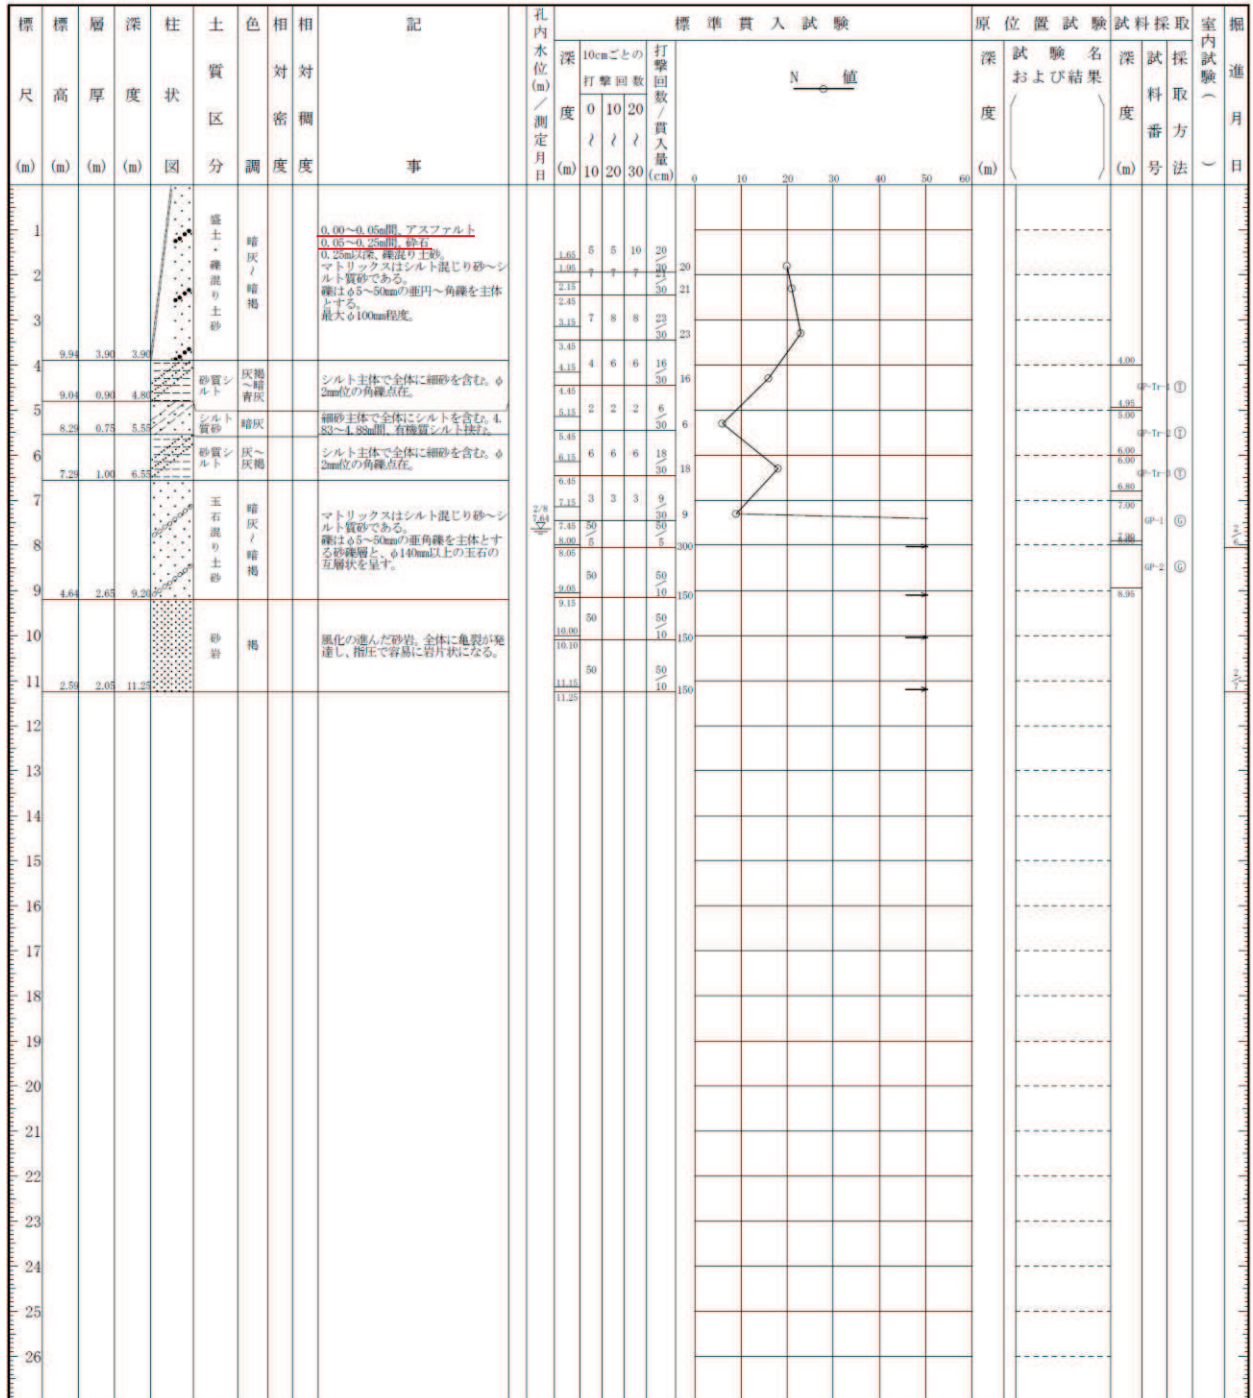 標尺(m)
標高(m)
層厚(m)
深度(m)
柱状図
土質区分
色調
相対密度
相対稠度
記事
孔内水位(m)／測定月日
標準貫入試験
深度(m)
10cmごとの
打撃回数
0 10 20
～ ～ ～
10 20 30
打撃回数／貫入量(cm)
N 値
0 10 20 30 40 50 60
原位置試験
深度(m)
試験名
および結果
試料採取
深度(m)
試料番号
採取方法
室内試験（ ）
掘進月日
1
2
3
4
5
6
7
8
9
10
11
12
13
14
15
16
17
18
19
20
21
22
23
24
25
26
9.94 3.90 3.90
盛土・礫混り土砂
暗灰～暗褐
0.00～0.05m間、アスファルト
0.05～0.25m間、砕石
0.25m以深、礫混り土砂。
マトリックスはシルト混じり砂～シ
ルト質砂である。
礫はφ5～50mmの亜円～角礫を主体
とする。
最大φ100mm程度。
9.04 0.90 4.80
砂質シ
ルト
灰褐
～暗
青灰
シルト主体で全体に細砂を含む。φ
2mm位の角礫点在。
8.29 0.75 5.55
シルト
質砂
暗灰
細砂主体で全体にシルトを含む。4.
83～4.88m間、有機質シルト挟む。
7.29 1.00 6.55
砂質シ
ルト
灰～
灰褐
シルト主体で全体に細砂を含む。φ
2mm位の角礫点在。
4.64 2.65 9.20
玉石混り土砂
暗灰～暗褐
マトリックスはシルト混じり砂～シ
ルト質砂である。
礫はφ5～50mmの亜角礫を主体とす
る砂礫層と、φ140mm以上の玉石の
互層状を呈す。
2.59 2.05 11.25
砂岩
褐
風化の進んだ砂岩。全体に亀裂が発
達し、指圧で容易に岩片状になる。
2/8
7.64
1.65 5 5 10 20/30 20
1.95 7 7 7 21/30 21
2.15
2.45
3.15 7 8 8 23/30 23
3.45
4.15 4 6 6 16/30 16
4.45
5.15 2 2 2 6/30 6
5.45
6.15 6 6 6 18/30 18
6.45
7.15 3 3 3 9/30 9
7.45 50/5 50/5 300
8.00
8.05
9.05 50 50/10 150
9.15
10.00 50 50/10 150
10.10
11.15 50 50/10 150
11.25
4.00
GP-Tr-1 Ⓣ
4.95
5.00
GP-Tr-2 Ⓣ
6.00
6.00
GP-Tr-3 Ⓣ
6.80
7.00
GP-1 Ⓖ
GP-2 Ⓖ
8.95
2/6
2/7